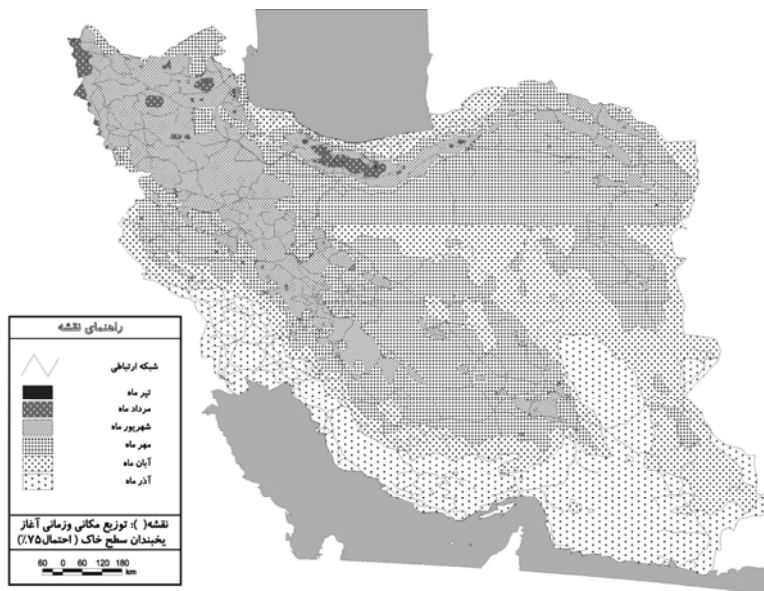 راهنمای نقشه
شبکه ارتباطی
تیر ماه
مرداد ماه
شهریور ماه
مهر ماه
آبان ماه
آذر ماه
نقشه( ): توزیع مکانی وزمانی آغاز
یخبندان سطح خاک ( احتمال۷۵٪)
60 0 60 120 180
km